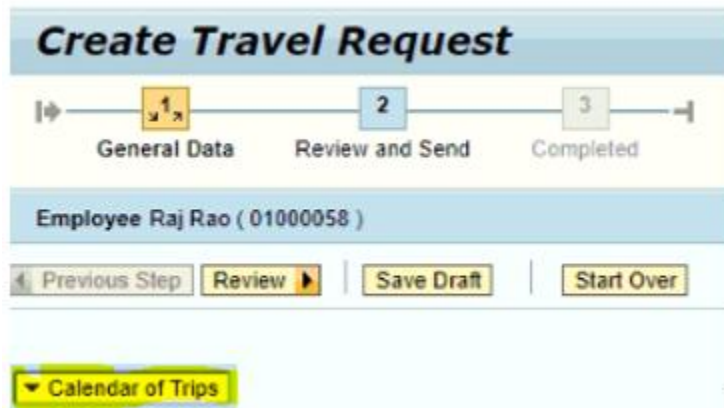 Create Travel Request
1 2 3
General Data Review and Send Completed
Employee Raj Rao ( 01000058 )
Previous Step Review Save Draft Start Over
Calendar of Trips